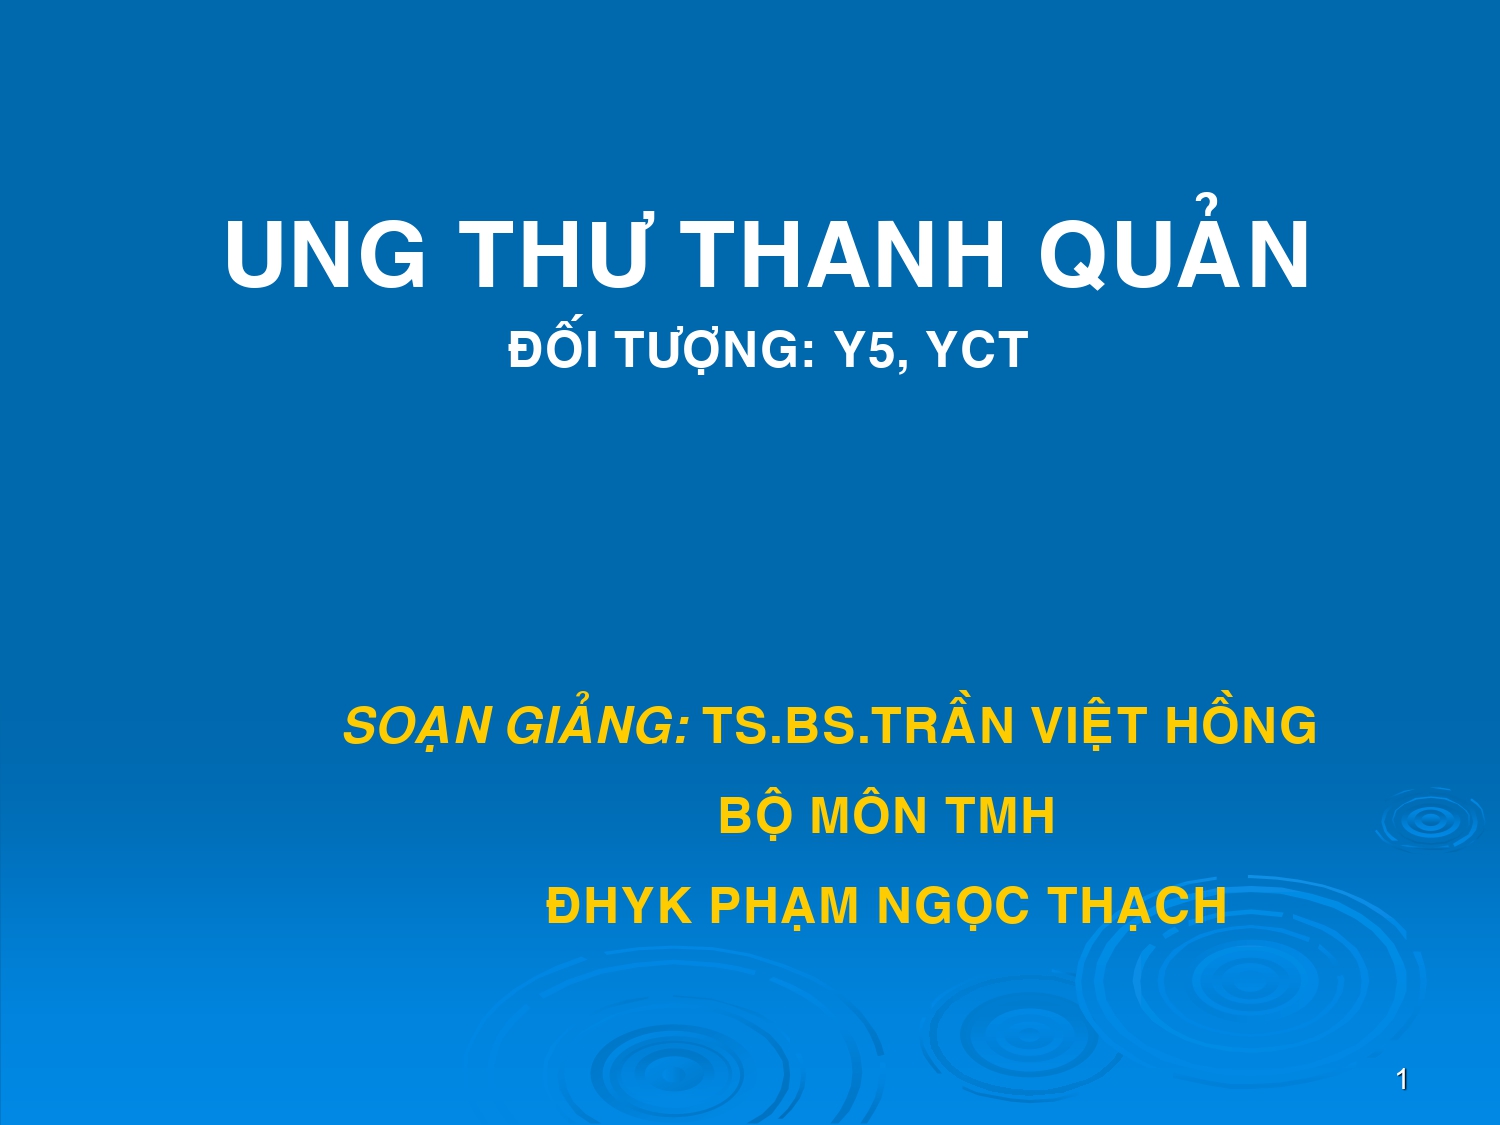 UNG THƯ THANH QUẢN
ĐỐI TƯỢNG: Y5, YCT
SOẠN GIẢNG: TS.BS.TRẦN VIỆT HỒNG
BỘ MÔN TMH
ĐHYK PHẠM NGỌC THẠCH
1